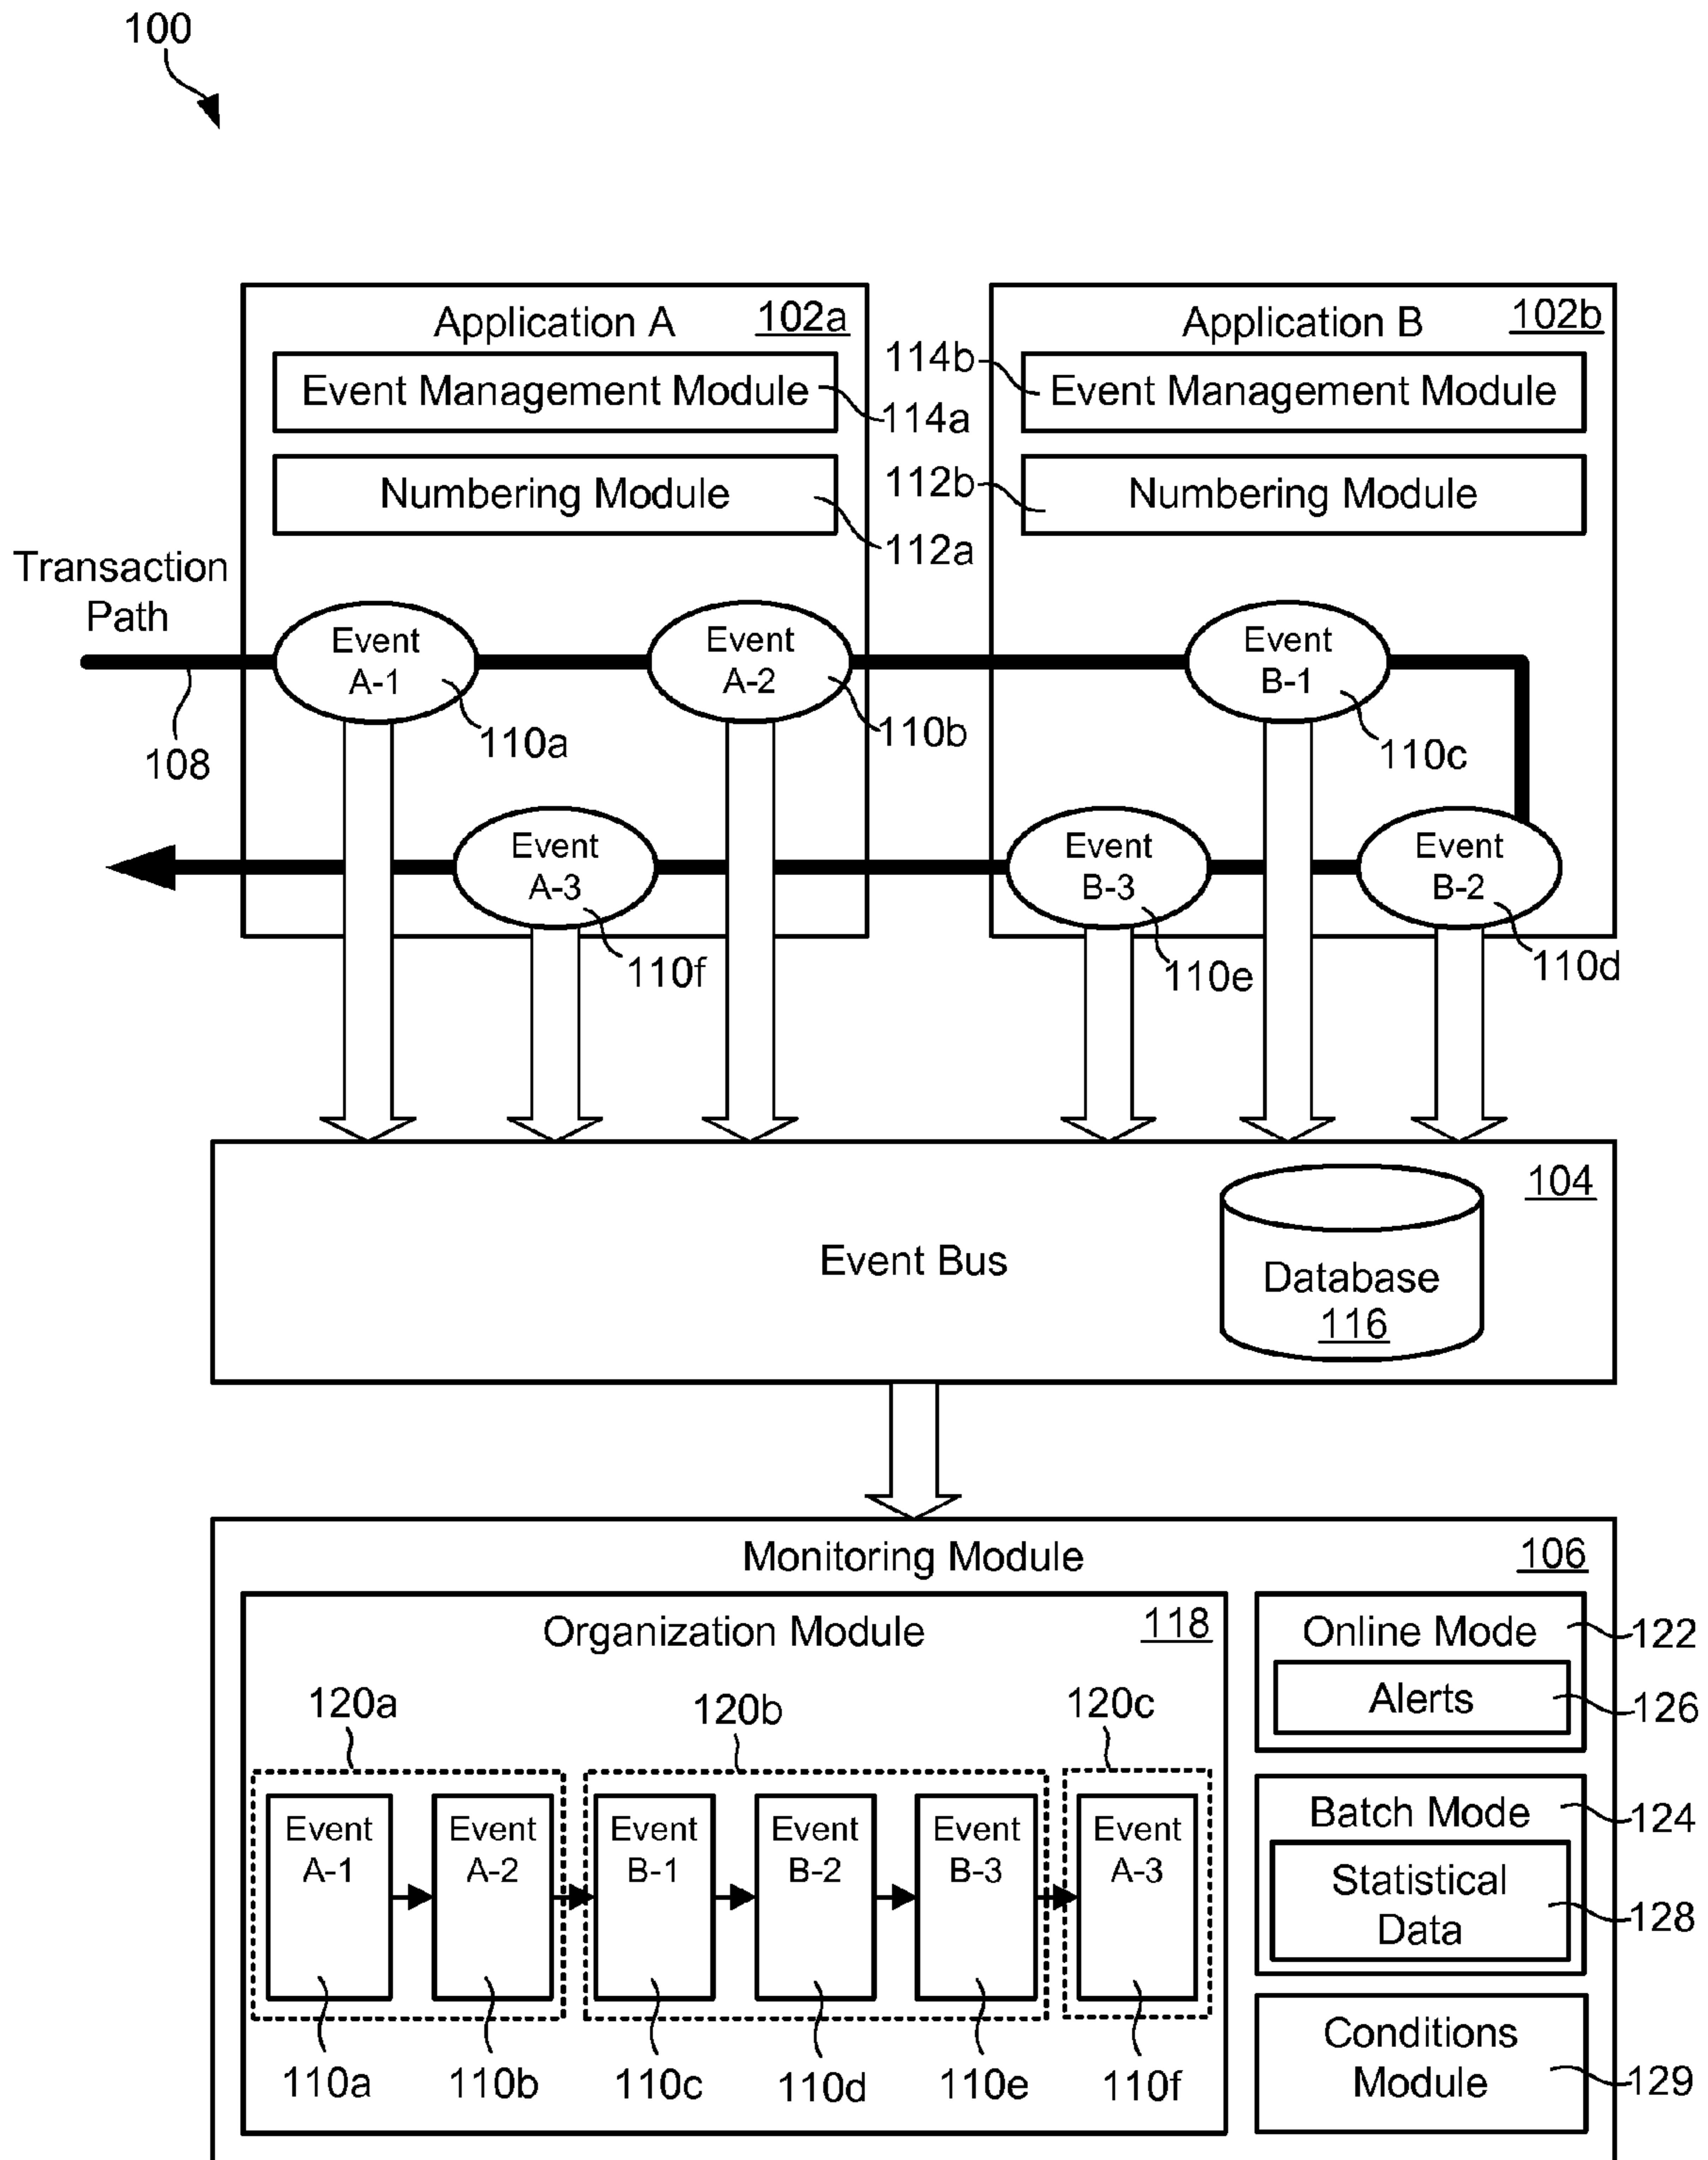 100
Application A
102a
Event Management Module
114a
Numbering Module
112a
Application B
102b
114b
Event Management Module
112b
Numbering Module
Transaction
Path
108
Event
A-1
110a
Event
A-2
110b
Event
B-1
110c
Event
A-3
110f
Event
B-3
110e
Event
B-2
110d
Event Bus
104
Database
116
Monitoring Module
106
Organization Module
118
120a
120b
120c
Event
A-1
Event
A-2
Event
B-1
Event
B-2
Event
B-3
Event
A-3
110a
110b
110c
110d
110e
110f
Online Mode
122
Alerts
126
Batch Mode
124
Statistical
Data
128
Conditions
Module
129